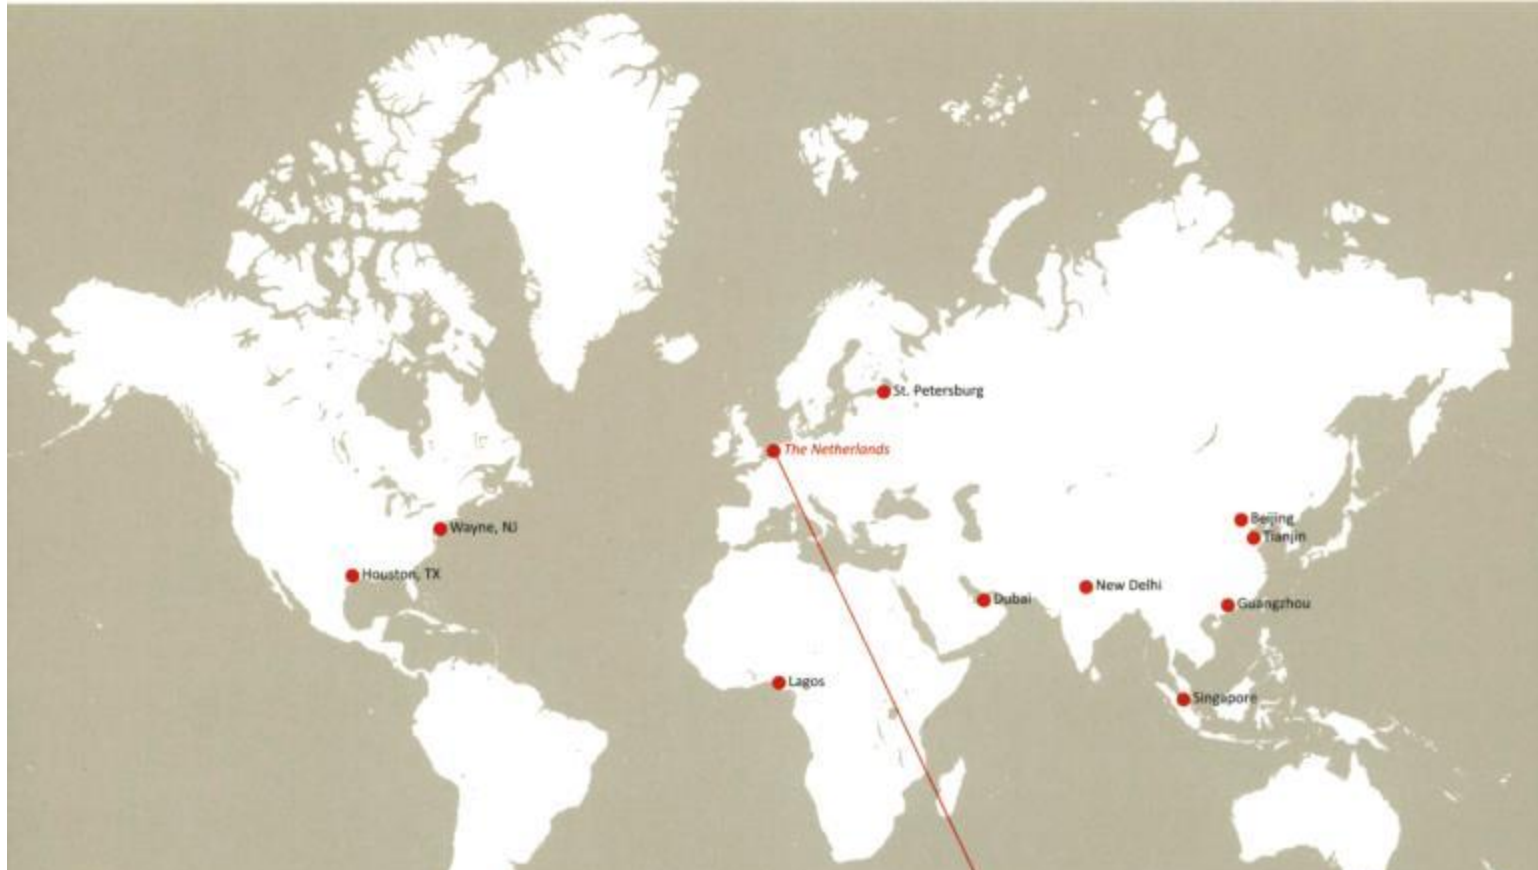 St. Petersburg
The Netherlands
Beijing
Wayne, NJ
Tianjin
Houston, TX
New Delhi
Dubai
Guangzhou
Lagos
Singapore